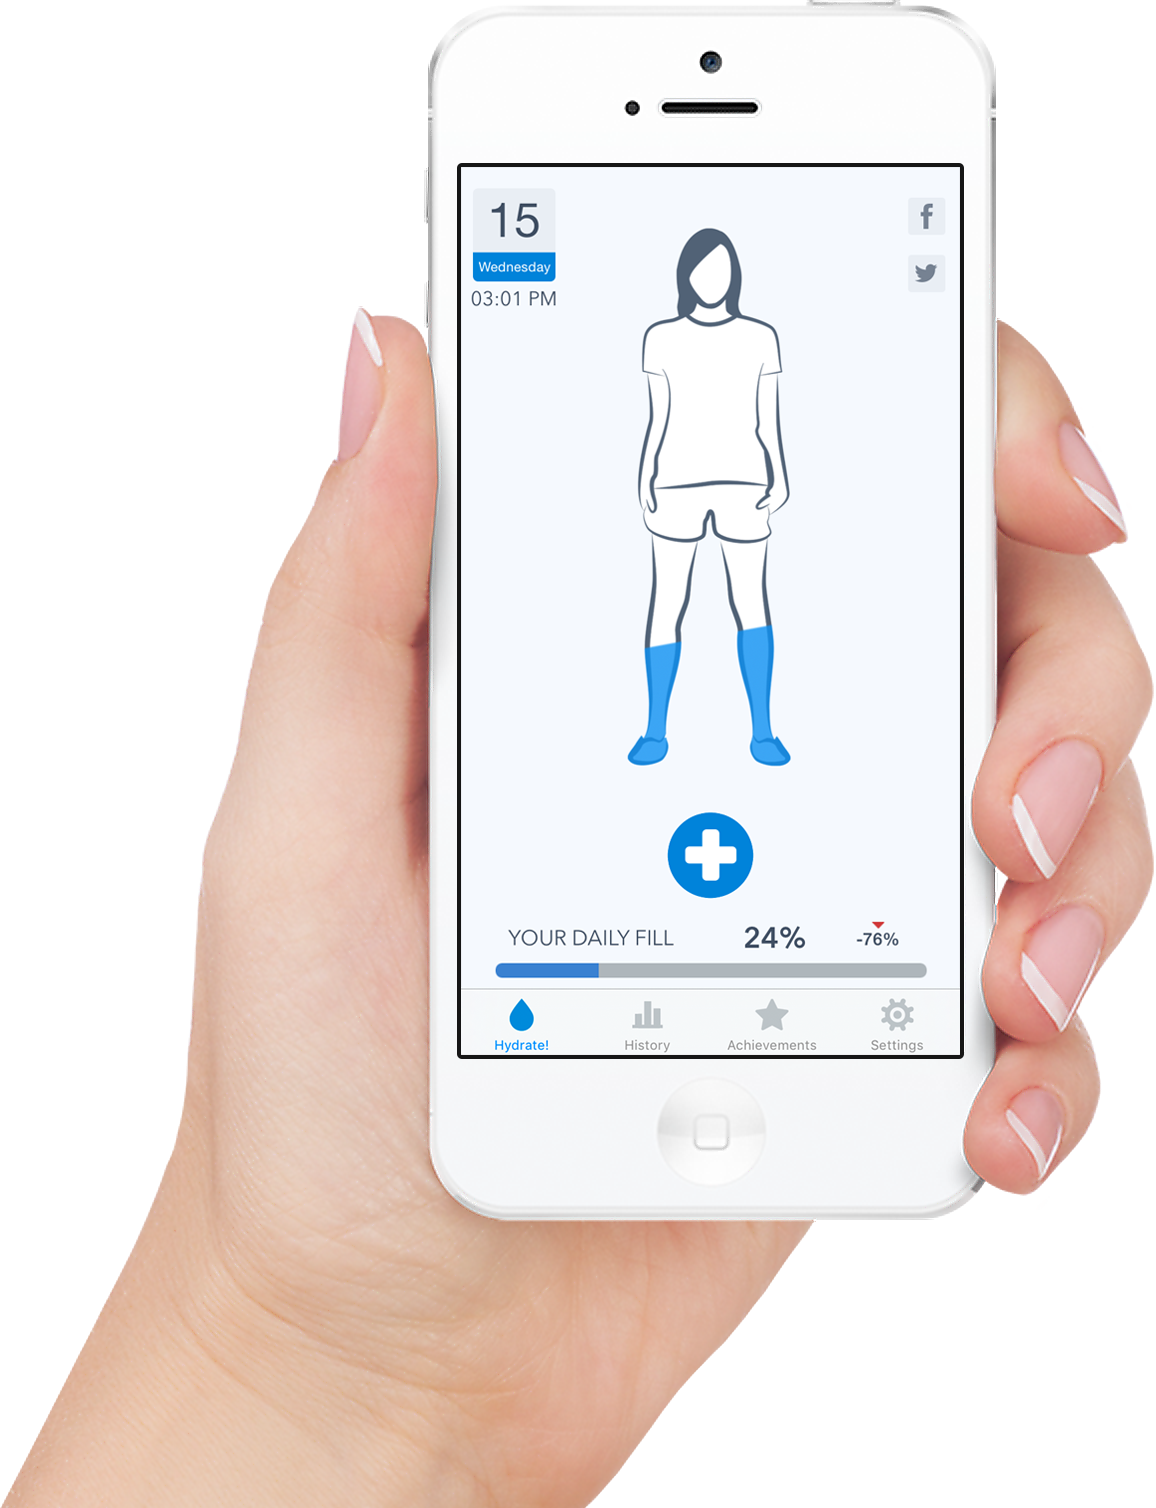 15
Wednesday
03:01 PM
YOUR DAILY FILL 24% -76%
Hydrate! History Achievements Settings